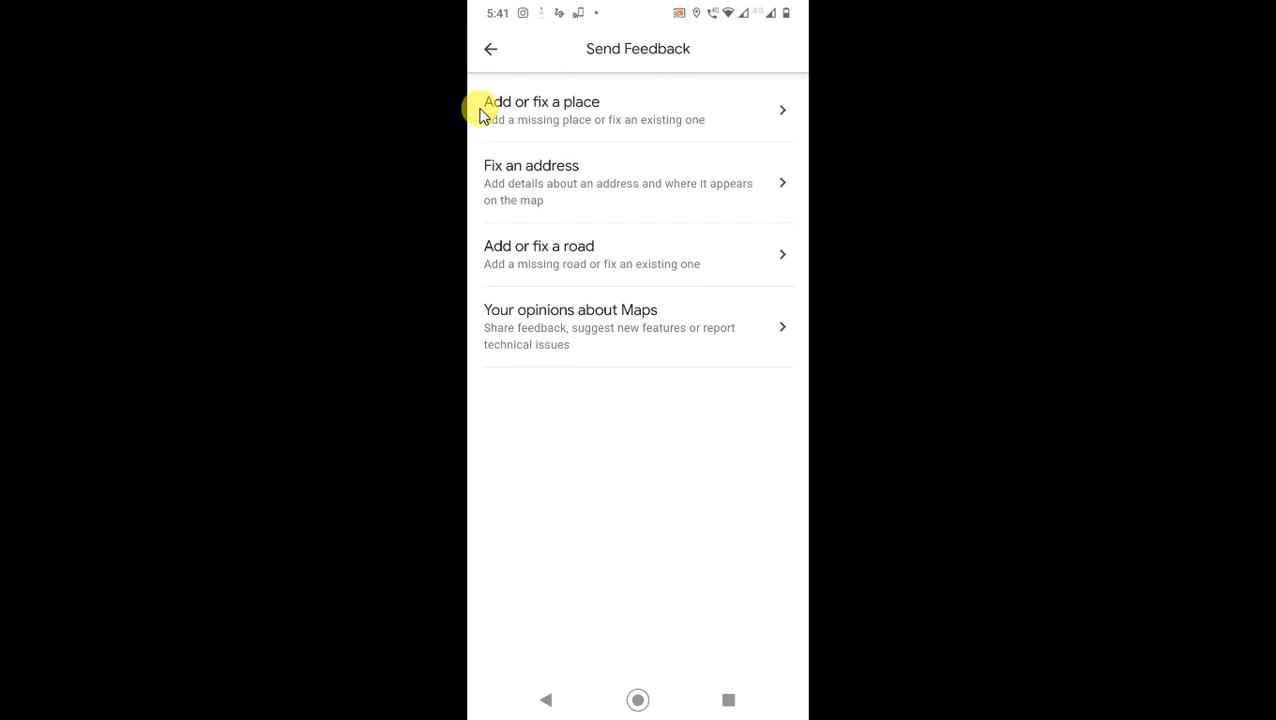 5:41
4G
4G
Send Feedback
Add or fix a place
Add a missing place or fix an existing one
Fix an address
Add details about an address and where it appears
on the map
Add or fix a road
Add a missing road or fix an existing one
Your opinions about Maps
Share feedback, suggest new features or report
technical issues